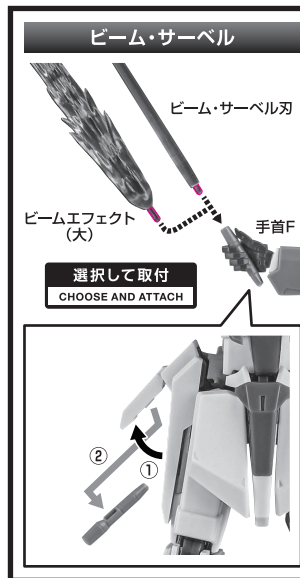 ビーム・サーベル
ビーム・サーベル刃
ビームエフェクト
（大）
手首F
選択して取付
CHOOSE AND ATTACH
②
①